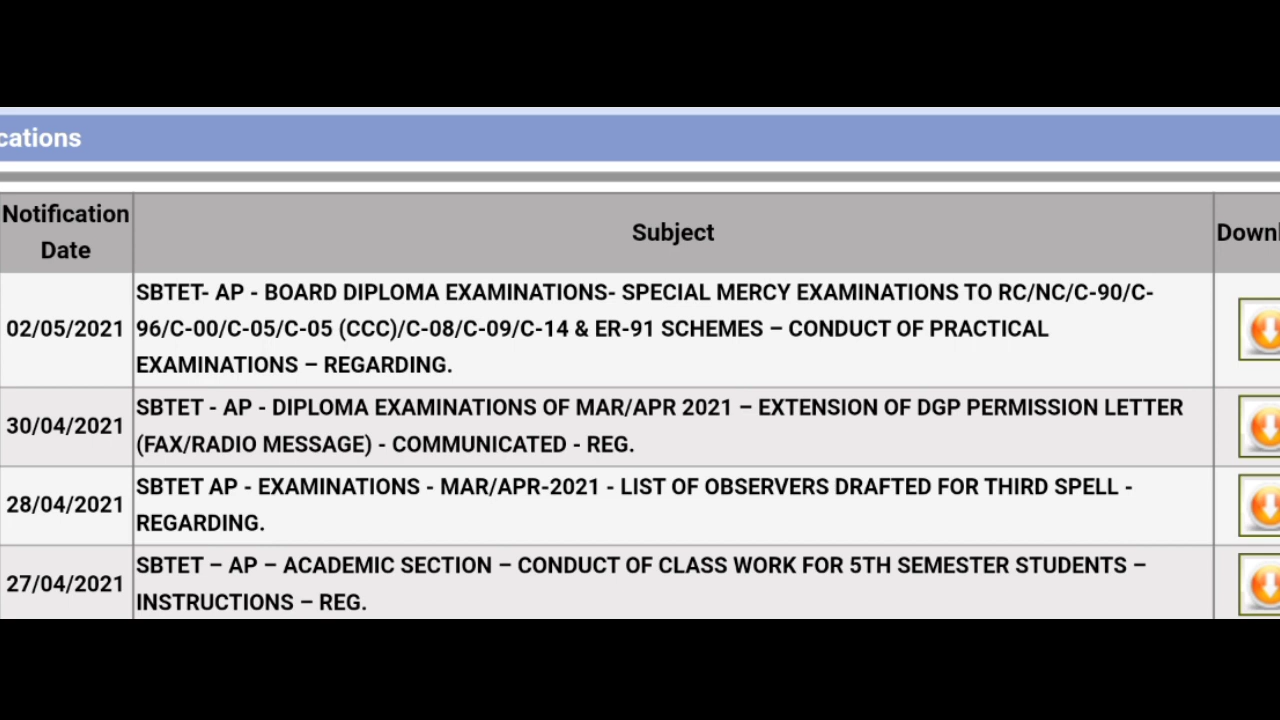 cations
Notification
Date
Subject
Downl
SBTET- AP - BOARD DIPLOMA EXAMINATIONS- SPECIAL MERCY EXAMINATIONS TO RC/NC/C-90/C-
02/05/2021
96/C-00/C-05/C-05 (CCC)/C-08/C-09/C-14 & ER-91 SCHEMES – CONDUCT OF PRACTICAL
EXAMINATIONS – REGARDING.
30/04/2021
SBTET - AP - DIPLOMA EXAMINATIONS OF MAR/APR 2021 – EXTENSION OF DGP PERMISSION LETTER
(FAX/RADIO MESSAGE) - COMMUNICATED - REG.
28/04/2021
SBTET AP - EXAMINATIONS - MAR/APR-2021 - LIST OF OBSERVERS DRAFTED FOR THIRD SPELL -
REGARDING.
27/04/2021
SBTET – AP – ACADEMIC SECTION – CONDUCT OF CLASS WORK FOR 5TH SEMESTER STUDENTS –
INSTRUCTIONS – REG.